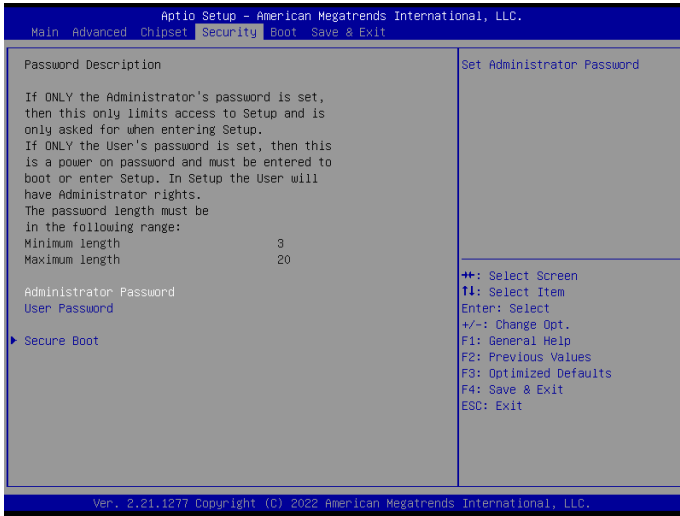 Aptio Setup – American Megatrends International, LLC.
Main Advanced Chipset Security Boot Save & Exit
Password Description
If ONLY the Administrator's password is set,
then this only limits access to Setup and is
only asked for when entering Setup.
If ONLY the User's password is set, then this
is a power on password and must be entered to
boot or enter Setup. In Setup the User will
have Administrator rights.
The password length must be
in the following range:
Minimum length 3
Maximum length 20
Administrator Password
User Password
▶ Secure Boot
Set Administrator Password
→←: Select Screen
↑↓: Select Item
Enter: Select
+/-: Change Opt.
F1: General Help
F2: Previous Values
F3: Optimized Defaults
F4: Save & Exit
ESC: Exit
Ver. 2.21.1277 Copyright (C) 2022 American Megatrends International, LLC.